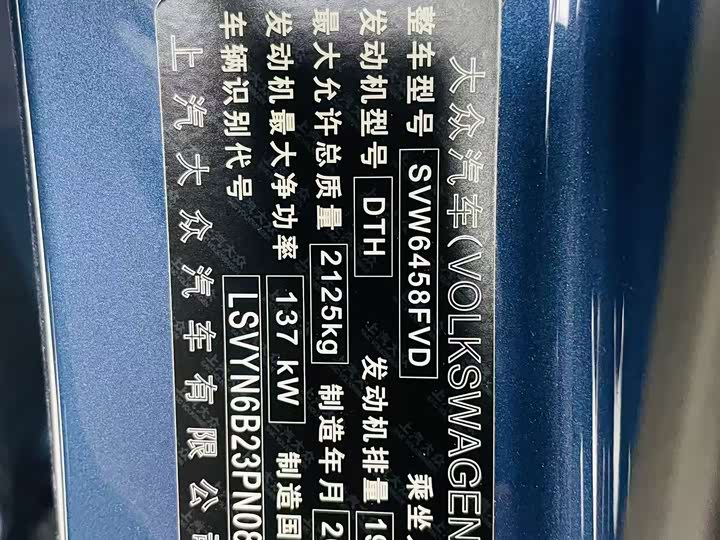 大众汽车(VOLKSWAGEN
整车型号 SVW6458FVD 乘坐
发动机型号 DTH 发动机排量 19
最大允许总质量 2125kg 制造年月 20
发动机最大净功率 137 kW 制造国
车辆识别代号 LSVYN6B23PN08
上汽大众汽车有限公